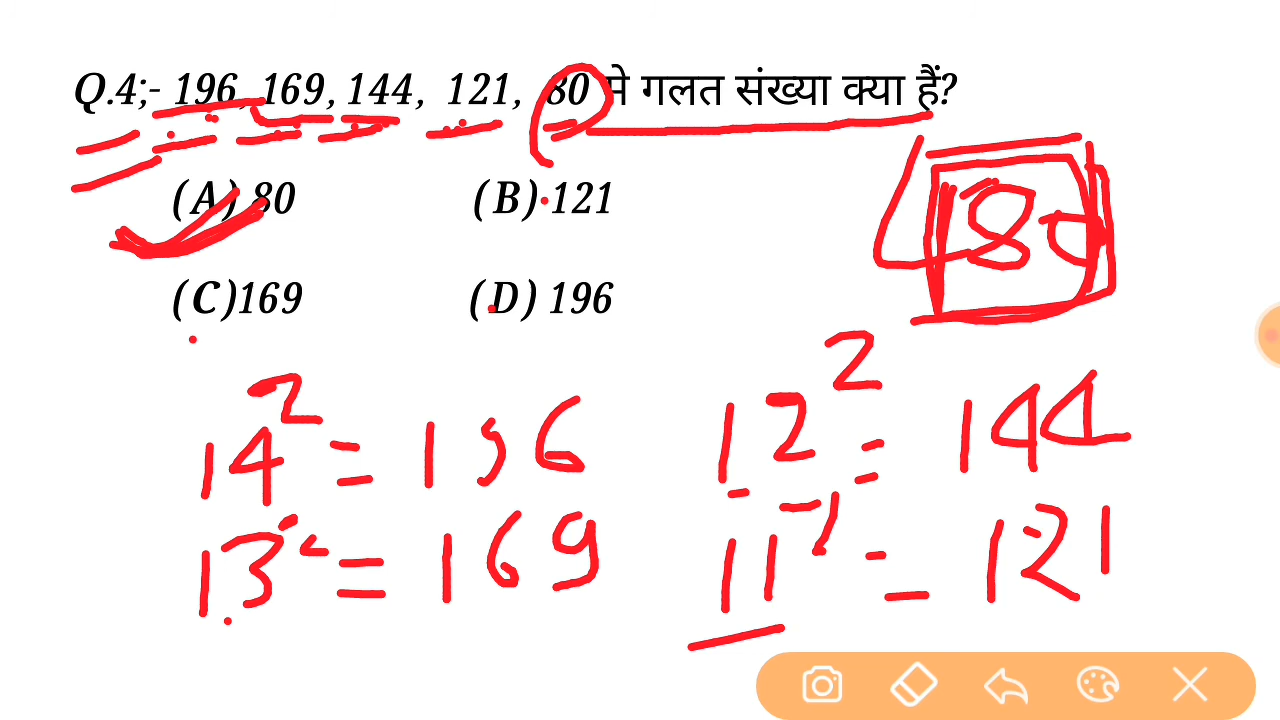 Q.4;- 196, 169, 144, 121, 80 मे गलत संख्या क्या हैं?
(A) 80 (B) 121
(C) 169 (D) 196
80
14² = 196 12² = 144
13² = 169 11² = 121